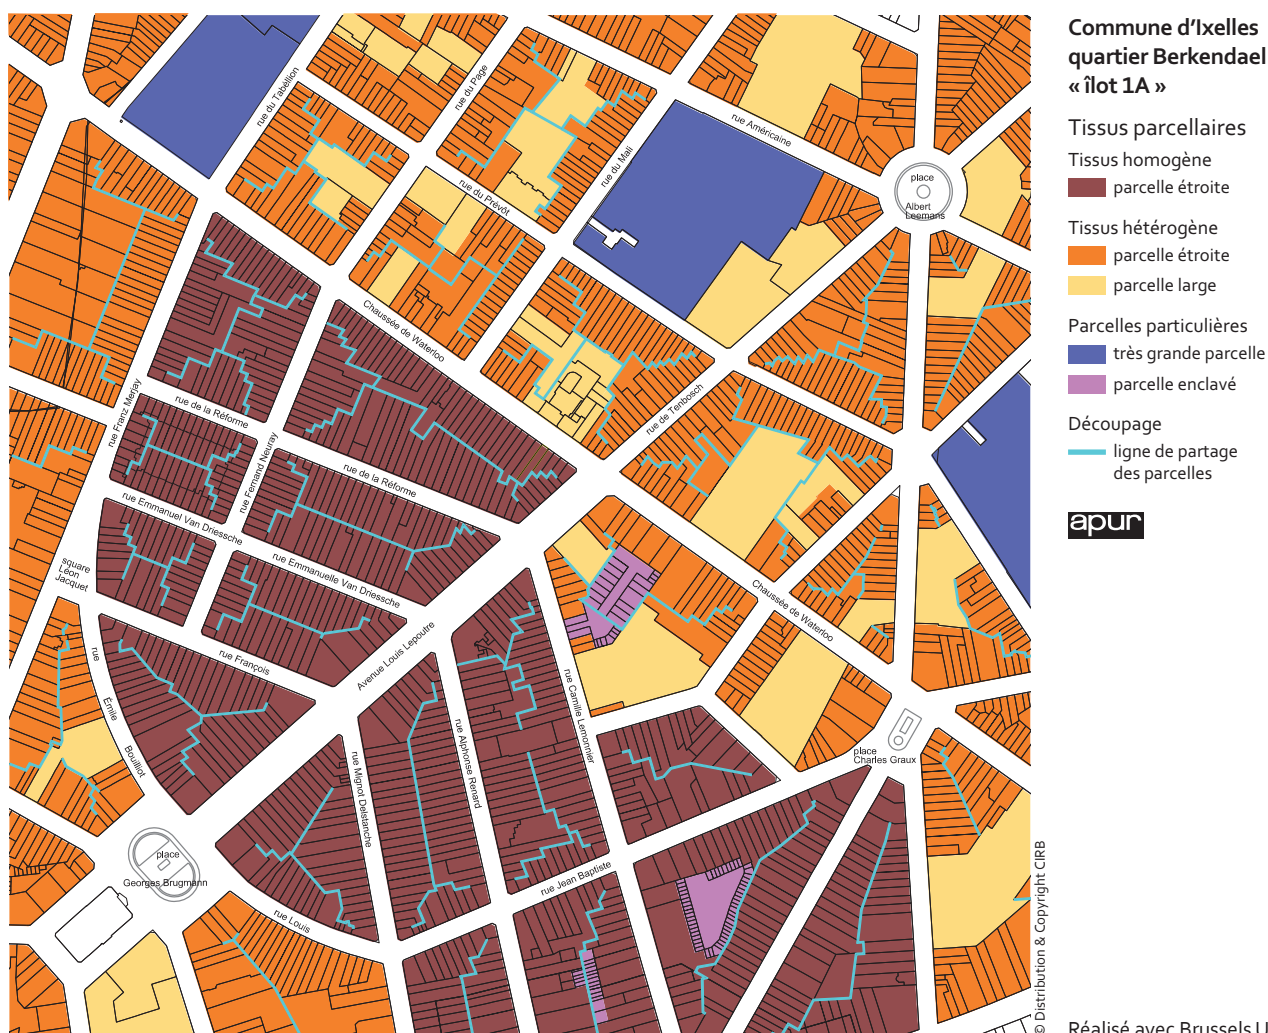 Commune d'Ixelles
quartier Berkendael
« îlot 1A »
Tissus parcellaires
Tissus homogène
parcelle étroite
Tissus hétérogène
parcelle étroite
parcelle large
Parcelles particulières
très grande parcelle
parcelle enclavé
Découpage
ligne de partage
des parcelles
apur
© Distribution & Copyright CIRB
Réalisé avec Brussels U
rue du Tabellion
rue du Page
rue Américaine
rue du Mali
place
Albert
Leemans
rue du Prévôt
Chaussée de Waterloo
rue de Tenbosch
rue Franz Merjay
rue de la Réforme
rue Fernand Neuray
rue de la Réforme
rue Emmanuel Van Driessche
rue Emmanuelle Van Driessche
square
Léon
Jacquet
Chaussée de Waterloo
Avenue Louis Lepoutre
rue François
rue
Émile
Bouilliot
rue Camille Lemonnier
rue Alphonse Renard
rue Mignot Delstanche
place
Charles Graux
place
Georges Brugmann
rue Jean Baptiste
rue Louis